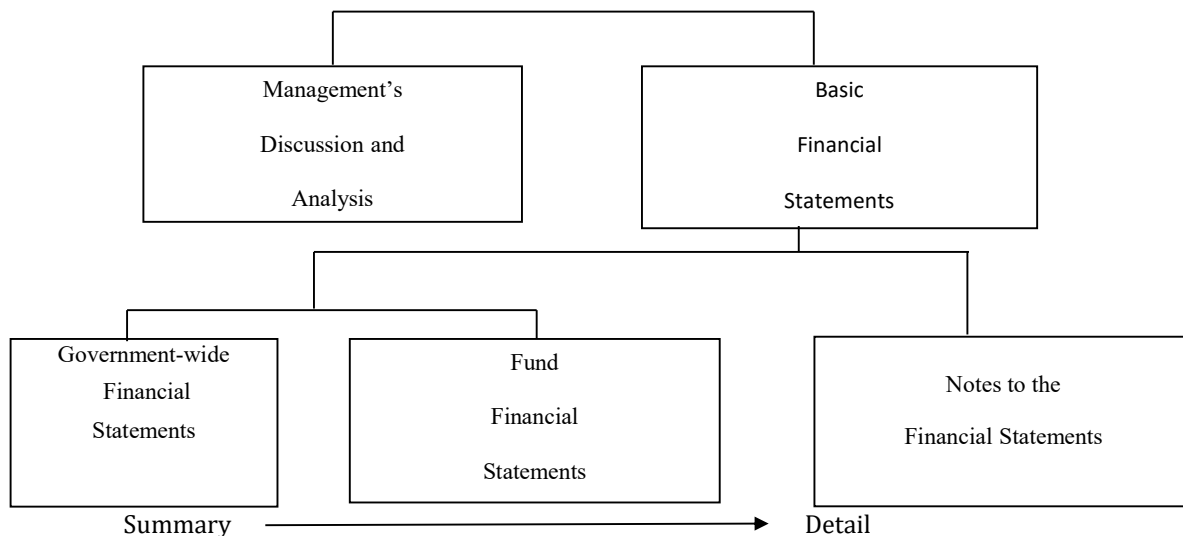 Management’s
Discussion and
Analysis
Basic
Financial
Statements
Government-wide
Financial
Statements
Fund
Financial
Statements
Notes to the
Financial Statements
Summary
Detail